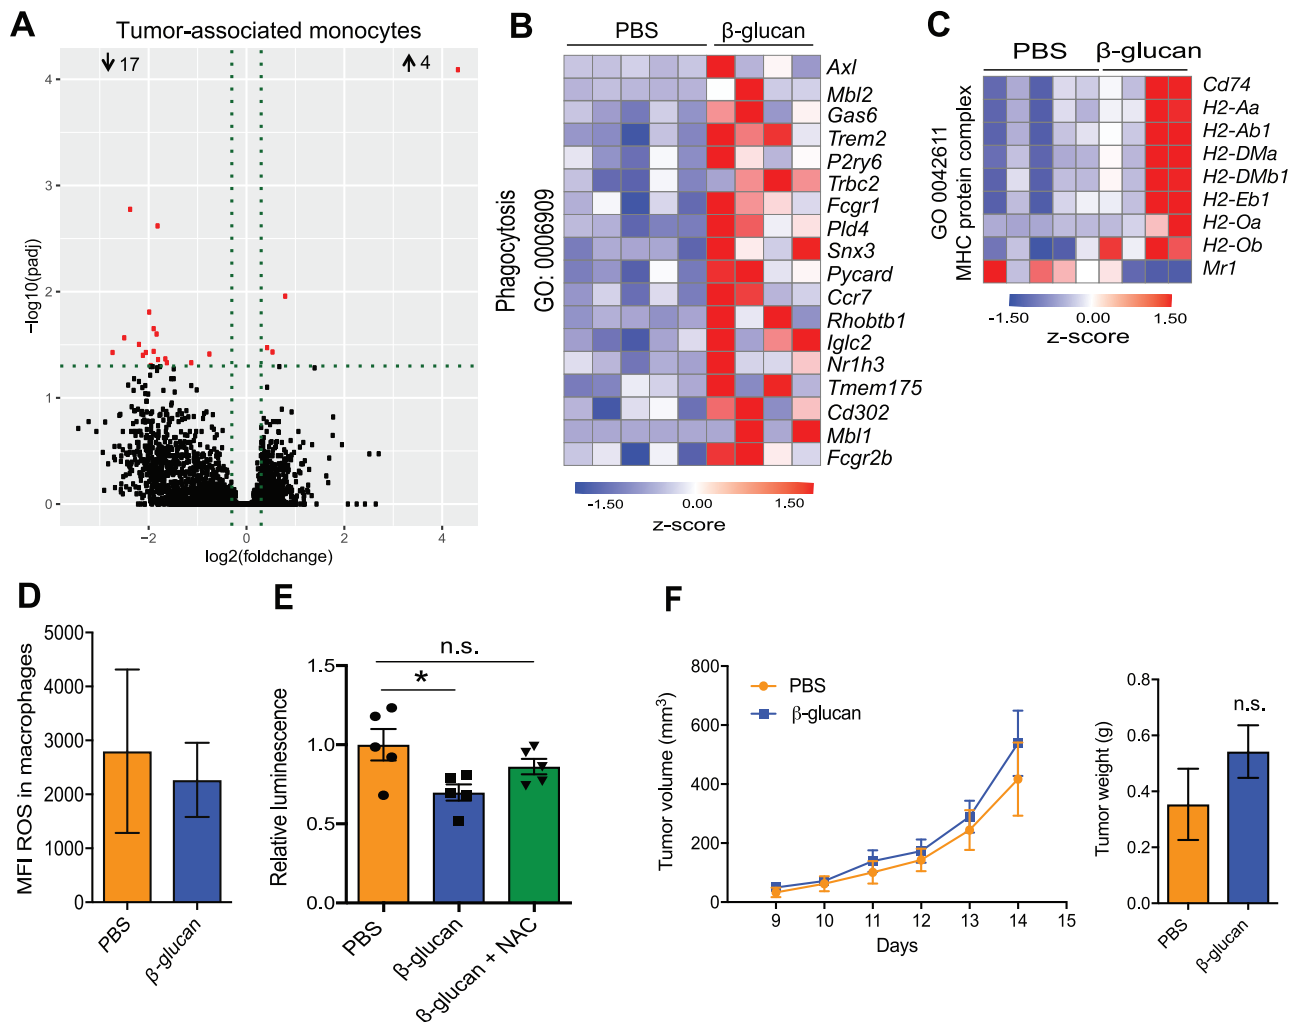 A
Tumor-associated monocytes
↓ 17
↑ 4
4
3
2
1
0
−log10(padj)
−2
0
2
4
log2(foldchange)
B
PBS
β-glucan
Phagocytosis
GO: 0006909
Axl
Mbl2
Gas6
Trem2
P2ry6
Trbc2
Fcgr1
Pld4
Snx3
Pycard
Ccr7
Rhobtb1
Iglc2
Nr1h3
Tmem175
Cd302
Mbl1
Fcgr2b
-1.50
0.00
1.50
z-score
C
PBS
β-glucan
GO 0042611
MHC protein complex
Cd74
H2-Aa
H2-Ab1
H2-DMa
H2-DMb1
H2-Eb1
H2-Oa
H2-Ob
Mr1
-1.50
0.00
1.50
z-score
D
MFI ROS in macrophages
5000
4000
3000
2000
1000
0
PBS
β-glucan
E
n.s.
*
Relative luminescence
1.5
1.0
0.5
0.0
PBS
β-glucan
β-glucan + NAC
F
Tumor volume (mm³)
800
600
400
200
0
PBS
β-glucan
9
10
11
12
13
14
15
Days
Tumor weight (g)
0.8
0.6
0.4
0.2
0.0
n.s.
PBS
β-glucan